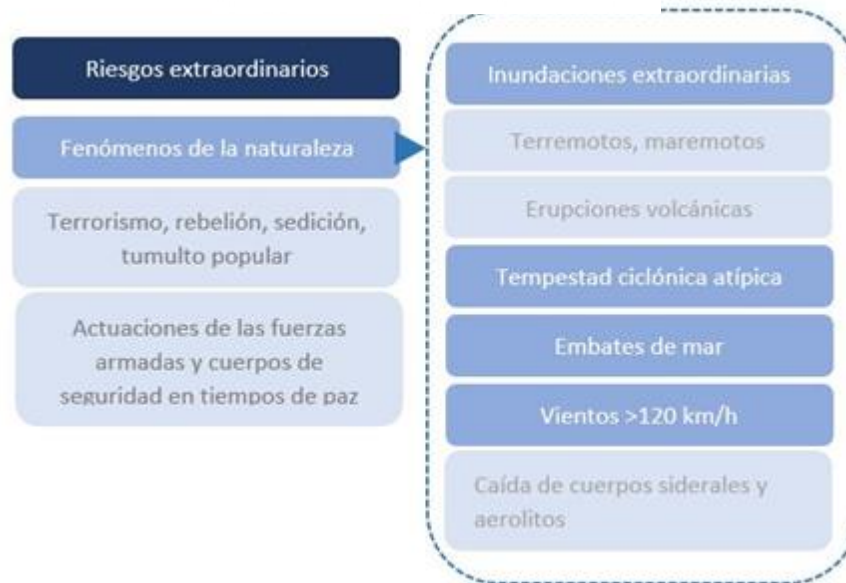 Riesgos extraordinarios
Fenómenos de la naturaleza
Terrorismo, rebelión, sedición,
tumulto popular
Actuaciones de las fuerzas
armadas y cuerpos de
seguridad en tiempos de paz
Inundaciones extraordinarias
Terremotos, maremotos
Erupciones volcánicas
Tempestad ciclónica atípica
Embates de mar
Vientos >120 km/h
Caída de cuerpos siderales y
aerolitos